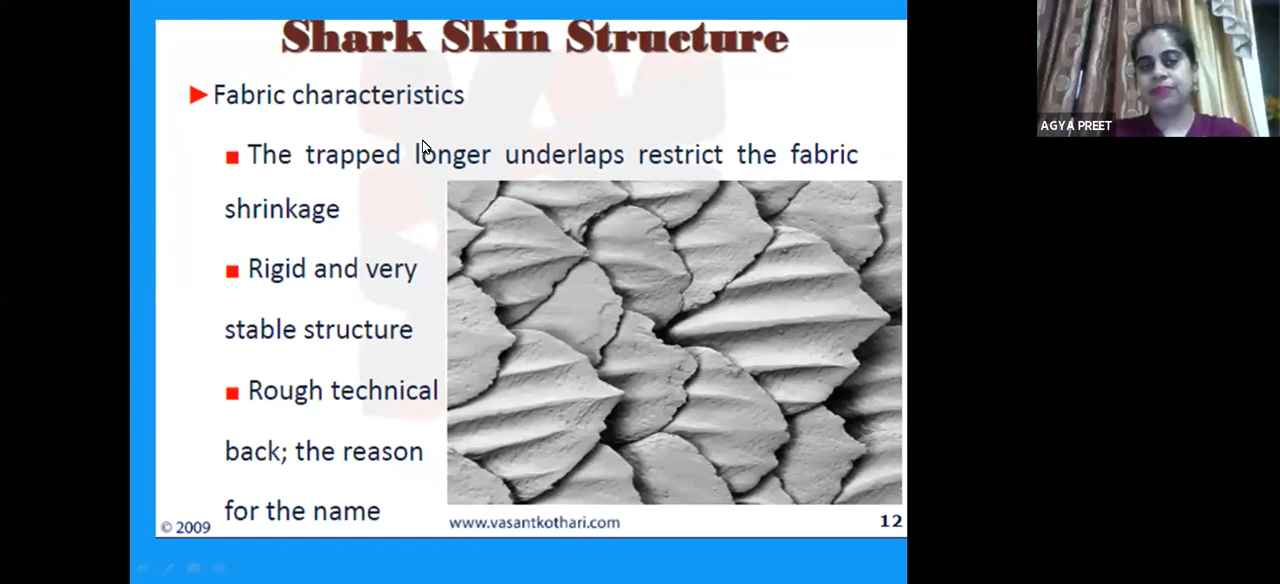 Shark Skin Structure
Fabric characteristics
The trapped longer underlaps restrict the fabric
shrinkage
Rigid and very
stable structure
Rough technical
back; the reason
for the name
© 2009
www.vasantkothari.com
12
AGYA PREET